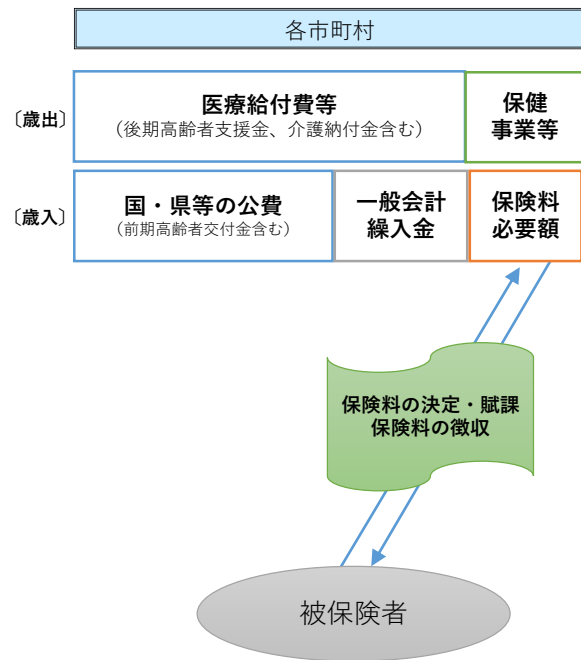 各市町村
〔歳出〕
医療給付費等
（後期高齢者支援金、介護納付金含む）
保健
事業等
〔歳入〕
国・県等の公費
（前期高齢者交付金含む）
一般会計
繰入金
保険料
必要額
保険料の決定・賦課
保険料の徴収
被保険者